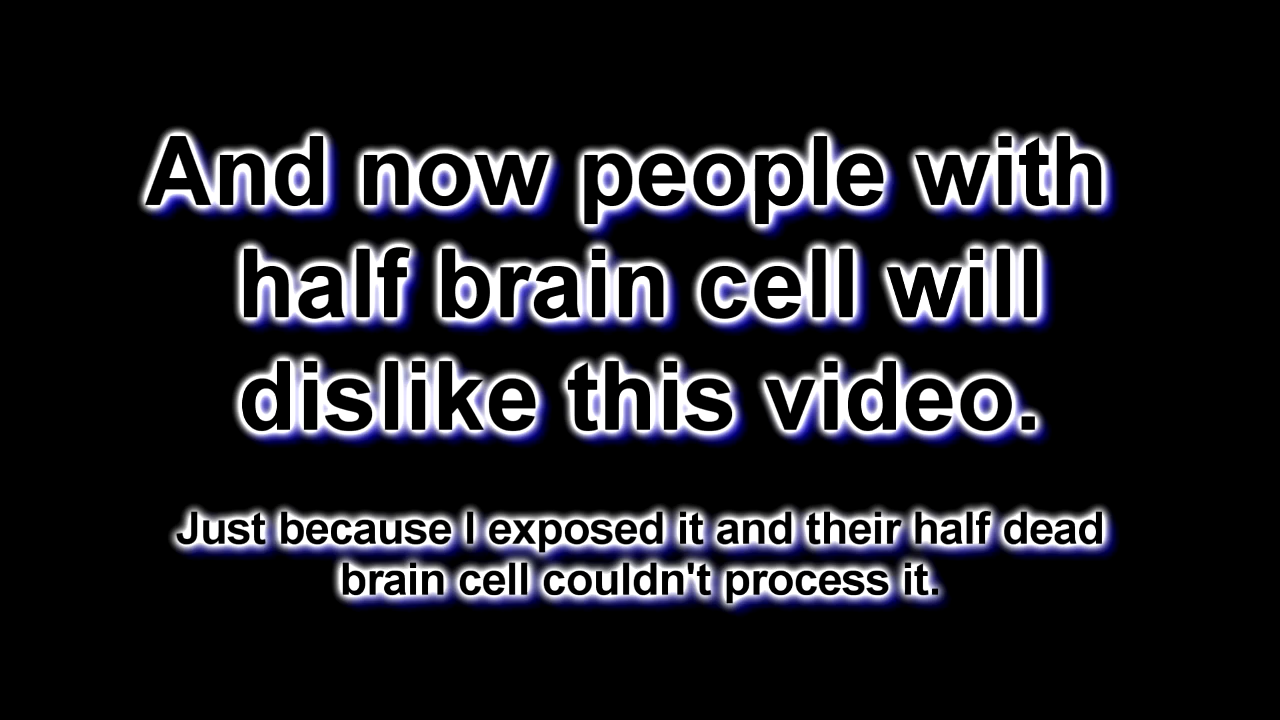 And now people with
half brain cell will
dislike this video.
Just because I exposed it and their half dead
brain cell couldn't process it.